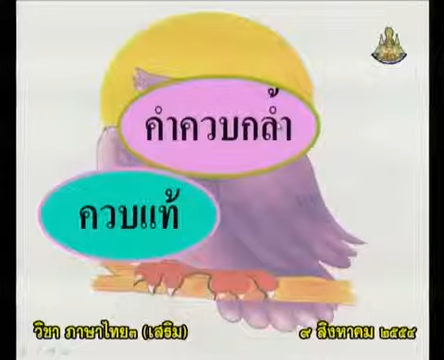 คำควบกล้ำ
ควบแท้
วิชา ภาษาไทย๓ (เสริม)
๙ สิงหาคม ๒๕๕๔